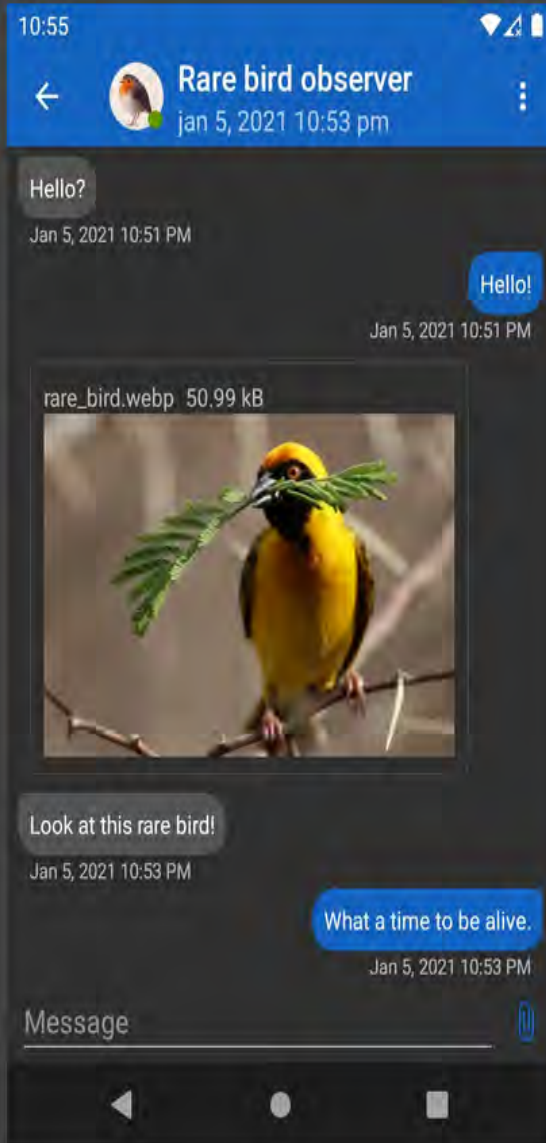 10:55
Rare bird observer
jan 5, 2021 10:53 pm
Hello?
Jan 5, 2021 10:51 PM
Hello!
Jan 5, 2021 10:51 PM
rare_bird.webp 50.99 kB
Look at this rare bird!
Jan 5, 2021 10:53 PM
What a time to be alive.
Jan 5, 2021 10:53 PM
Message